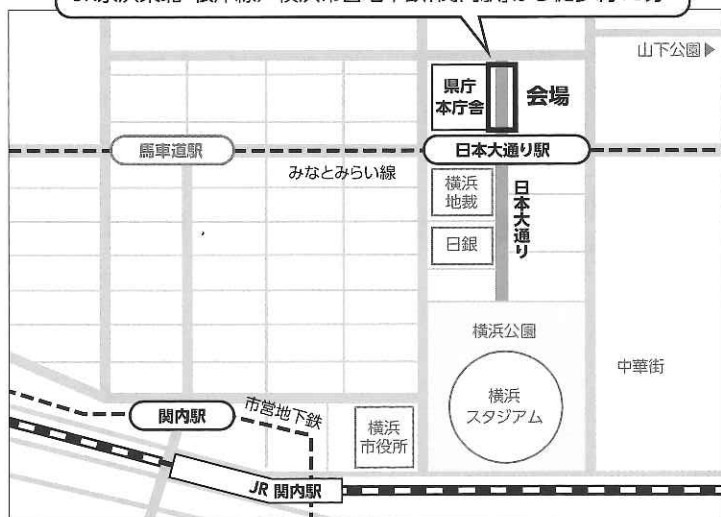 山下公園▶
県庁
本庁舎
会場
馬車道駅
日本大通り駅
みなとみらい線
横浜
地裁
日本大通り
日銀
横浜公園
横浜
スタジアム
中華街
関内駅
市営地下鉄
横浜
市役所
JR 関内駅